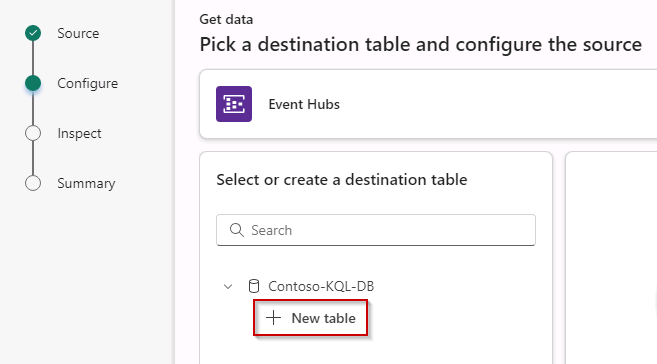 Source
Configure
Inspect
Summary
Get data
Pick a destination table and configure the source
Event Hubs
Select or create a destination table
Search
Contoso-KQL-DB
New table